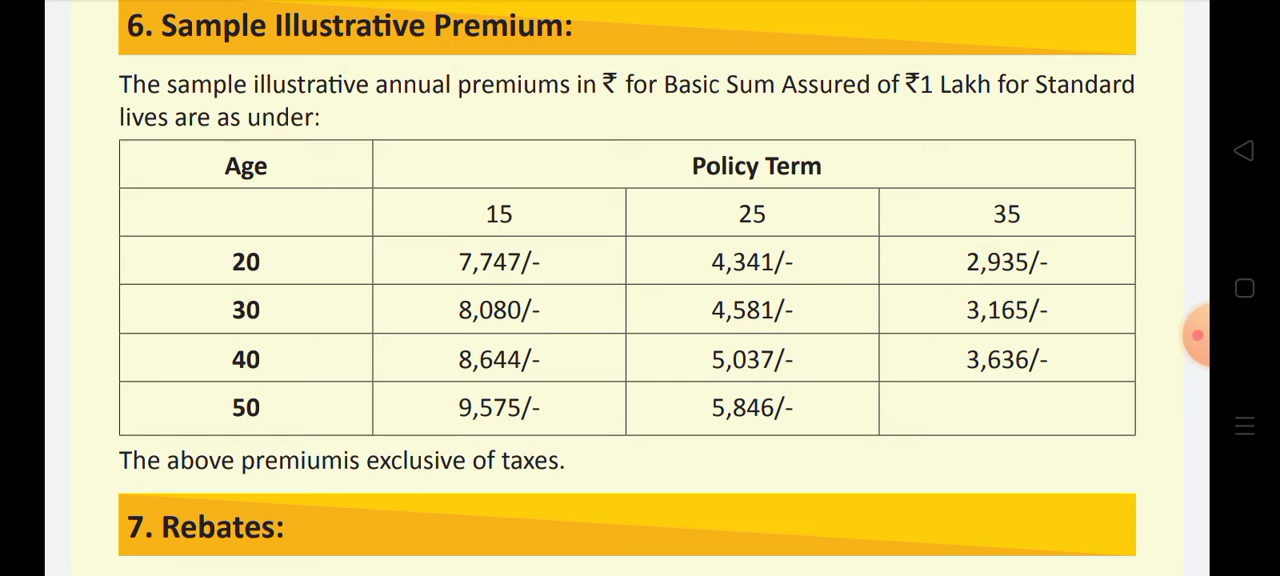 6. Sample Illustrative Premium:
The sample illustrative annual premiums in ₹ for Basic Sum Assured of ₹1 Lakh for Standard
lives are as under:
Age Policy Term
15 25 35
20 7,747/- 4,341/- 2,935/-
30 8,080/- 4,581/- 3,165/-
40 8,644/- 5,037/- 3,636/-
50 9,575/- 5,846/-
The above premiumis exclusive of taxes.
7. Rebates: